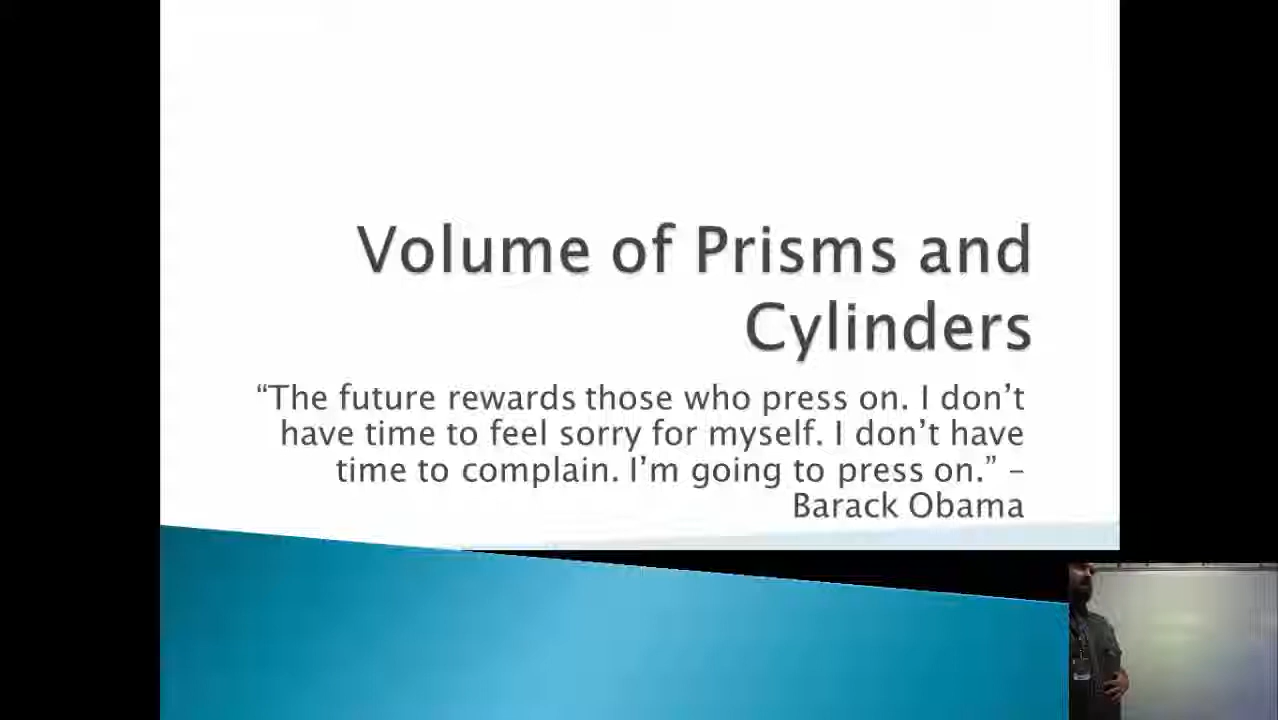 Volume of Prisms and
Cylinders
“The future rewards those who press on. I don’t
have time to feel sorry for myself. I don’t have
time to complain. I’m going to press on.” –
Barack Obama